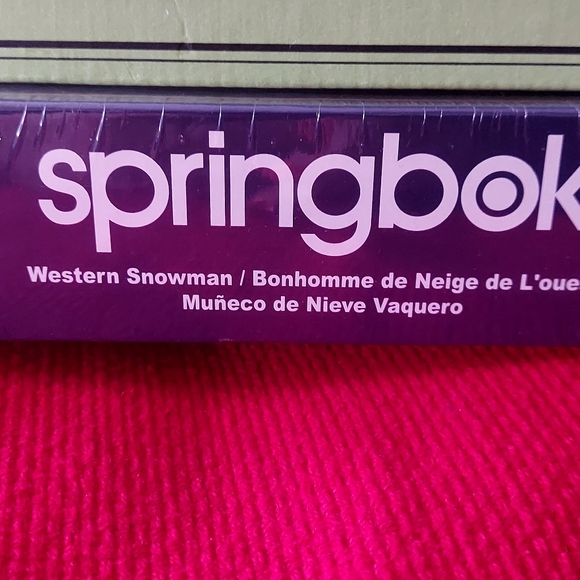 springbok
Western Snowman / Bonhomme de Neige de L'oue
Muñeco de Nieve Vaquero